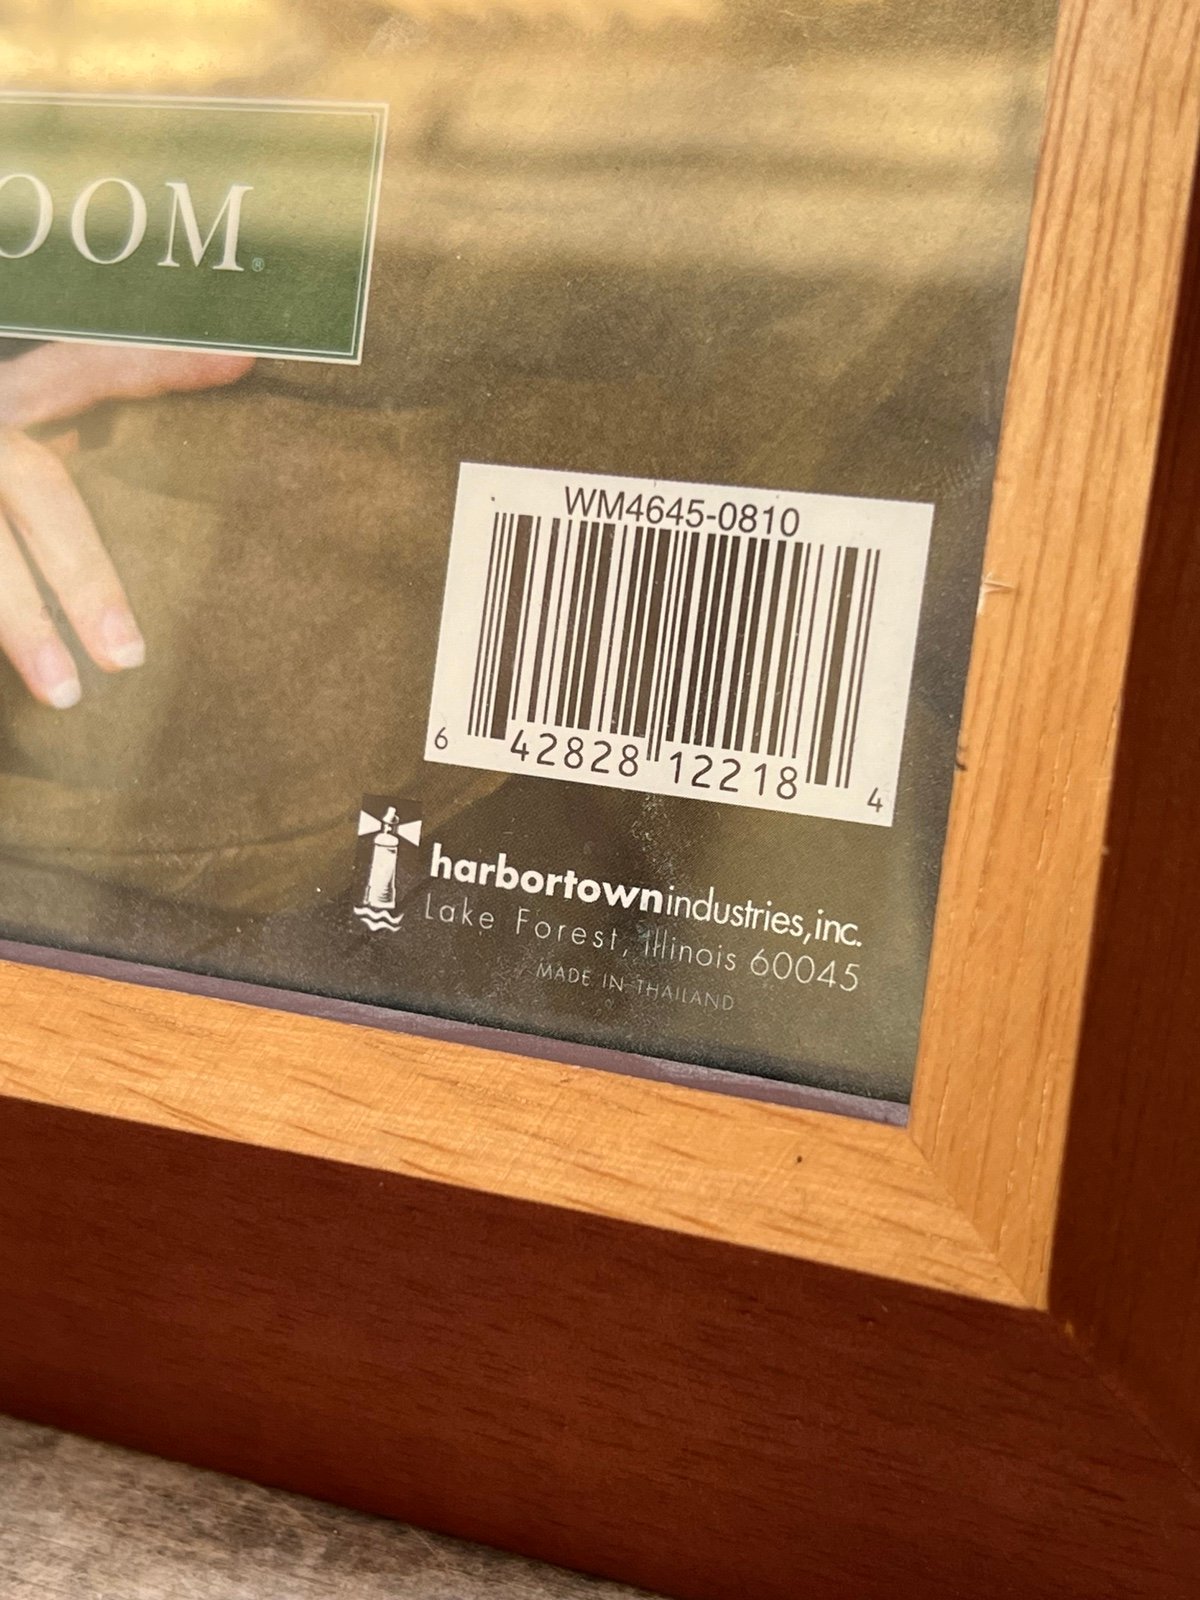 OOM®
WM4645-0810
6 42828 12218 4
harbortownindustries,inc.
Lake Forest, Illinois 60045
MADE IN THAILAND